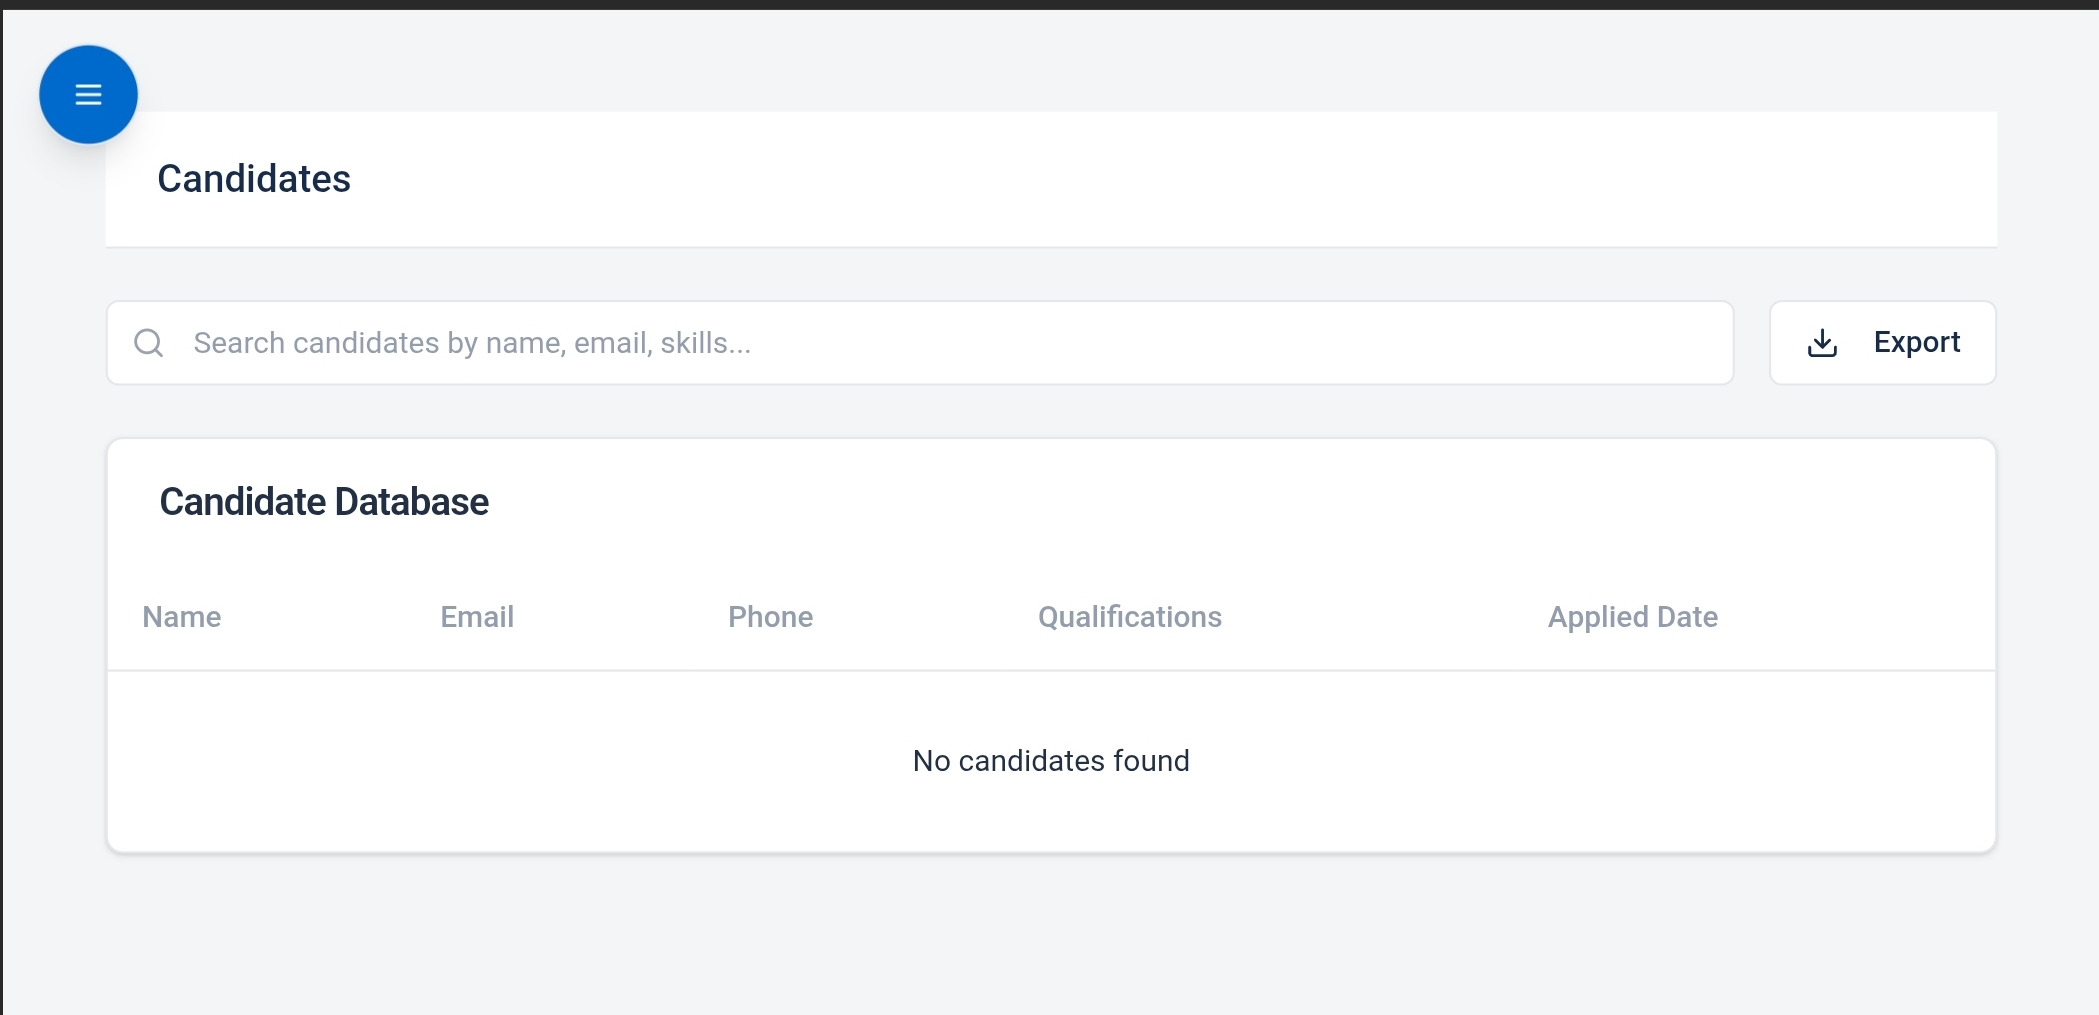 Candidates
Search candidates by name, email, skills...
Export
Candidate Database
Name Email Phone Qualifications Applied Date
No candidates found